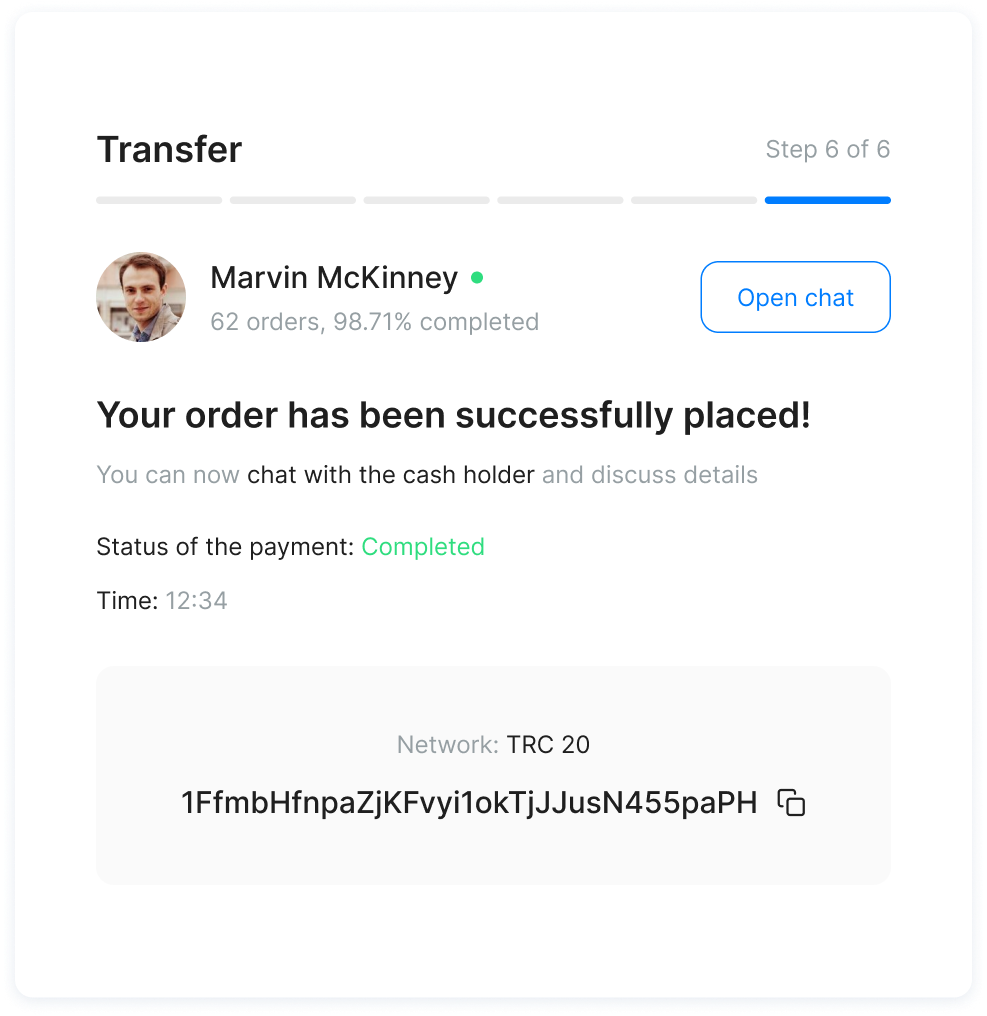 Transfer
Step 6 of 6
Marvin McKinney
62 orders, 98.71% completed
Open chat
Your order has been successfully placed!
You can now chat with the cash holder and discuss details
Status of the payment: Completed
Time: 12:34
Network: TRC 20
1FfmbHfnpaZjKFvyi1okTjJJusN455paPH